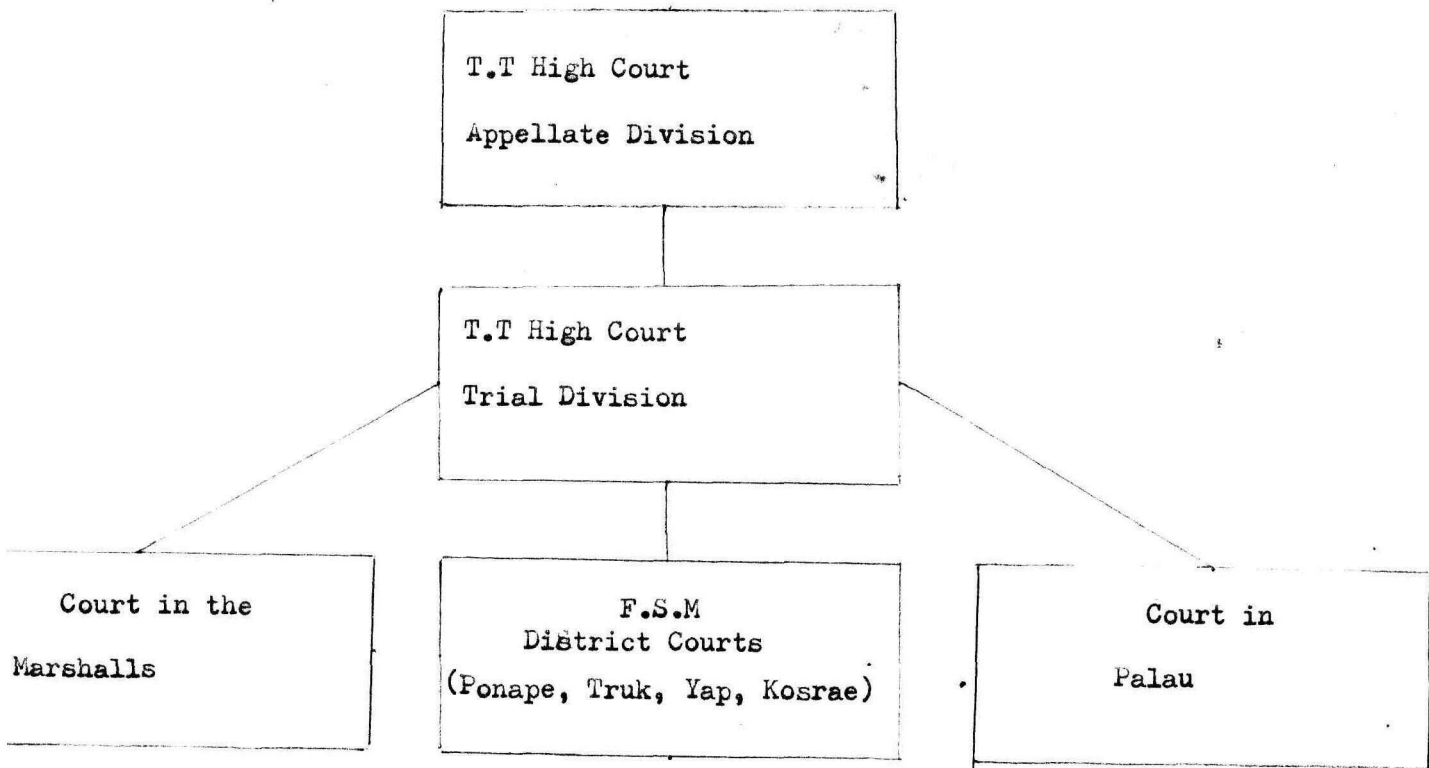 T.T High Court
Appellate Division
T.T High Court
Trial Division
Court in the
Marshalls
F.S.M
District Courts
(Ponape, Truk, Yap, Kosrae)
Court in
Palau